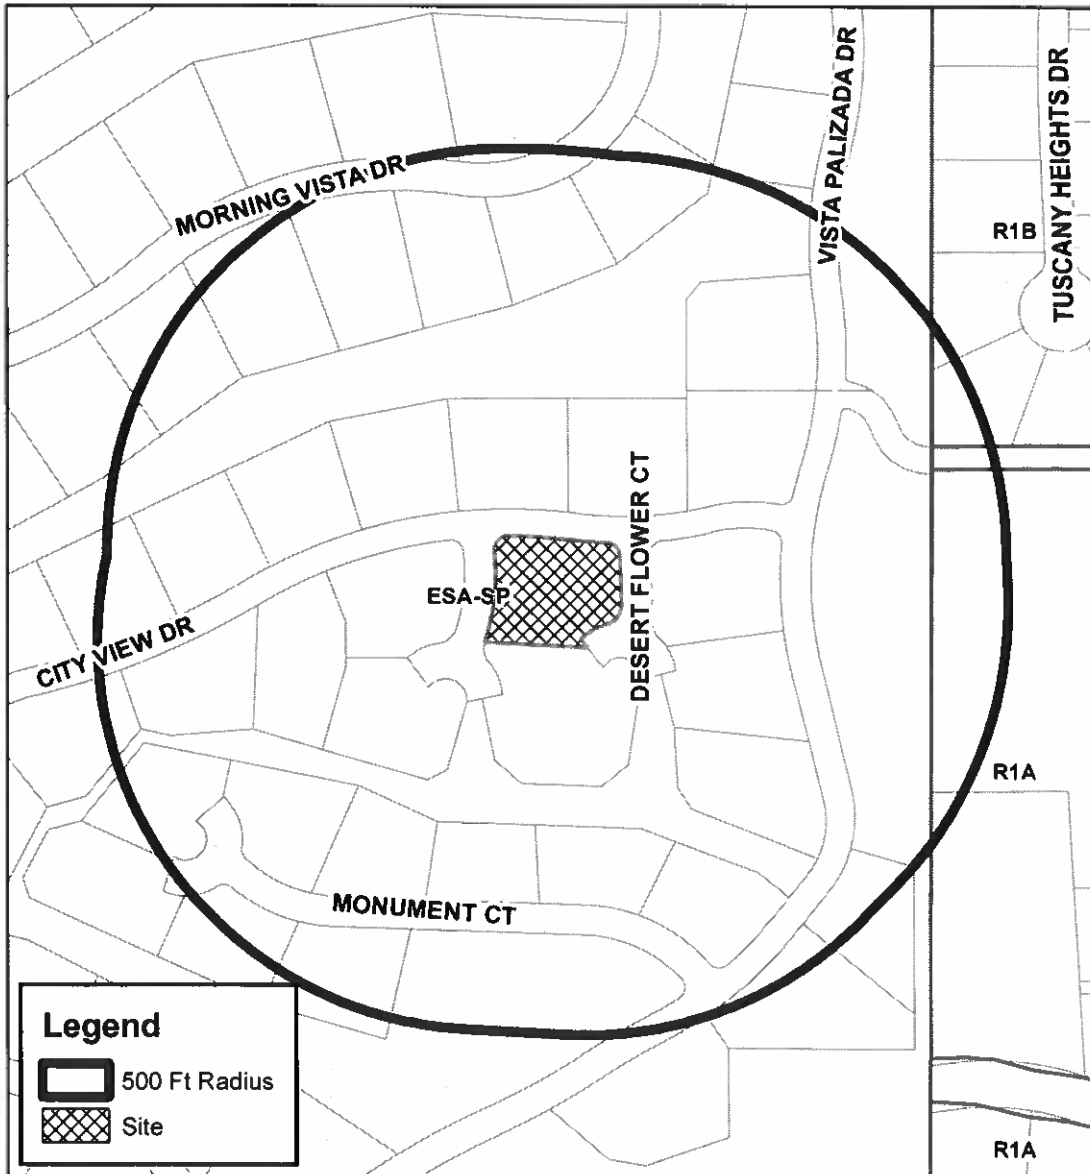 MORNING VISTA DR
VISTA PALIZADA DR
TUSCANY HEIGHTS DR
R1B
DESERT FLOWER CT
ESA-SP
CITY VIEW DR
R1A
MONUMENT CT
Legend
500 Ft Radius
Site
R1A